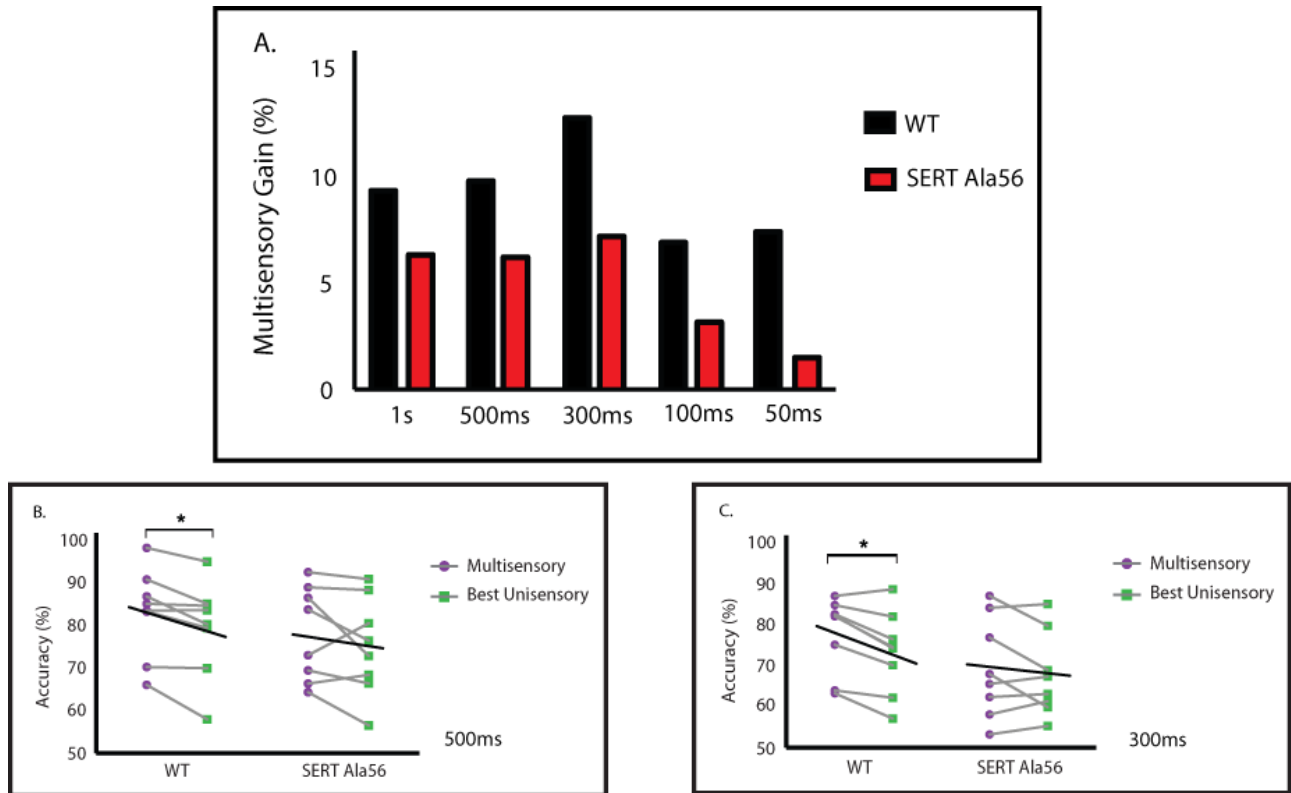 A.
Multisensory Gain (%)
15
10
5
0
1s 500ms 300ms 100ms 50ms
WT
SERT Ala56
B.
Accuracy (%)
100
90
80
70
60
50
*
WT SERT Ala56
Multisensory
Best Unisensory
500ms
C.
Accuracy (%)
100
90
80
70
60
50
*
WT SERT Ala56
Multisensory
Best Unisensory
300ms